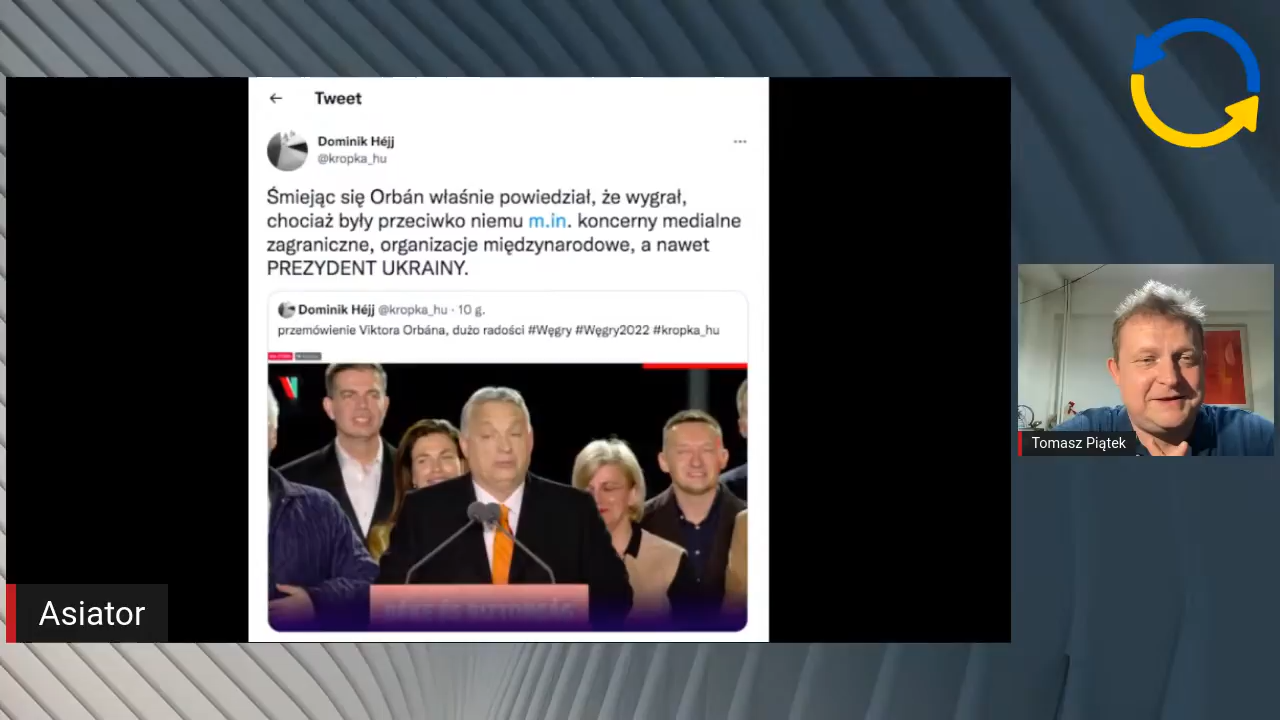 Tweet
Dominik Héjj
@kropka_hu
Śmiejąc się Orbán właśnie powiedział, że wygrał,
chociaż były przeciwko niemu m.in. koncerny medialne
zagraniczne, organizacje międzynarodowe, a nawet
PREZYDENT UKRAINY.
Dominik Héjj @kropka_hu · 10 g.
przemówienie Viktora Orbána, dużo radości #Węgry #Węgry2022 #kropka_hu
Tomasz Piątek
Asiator